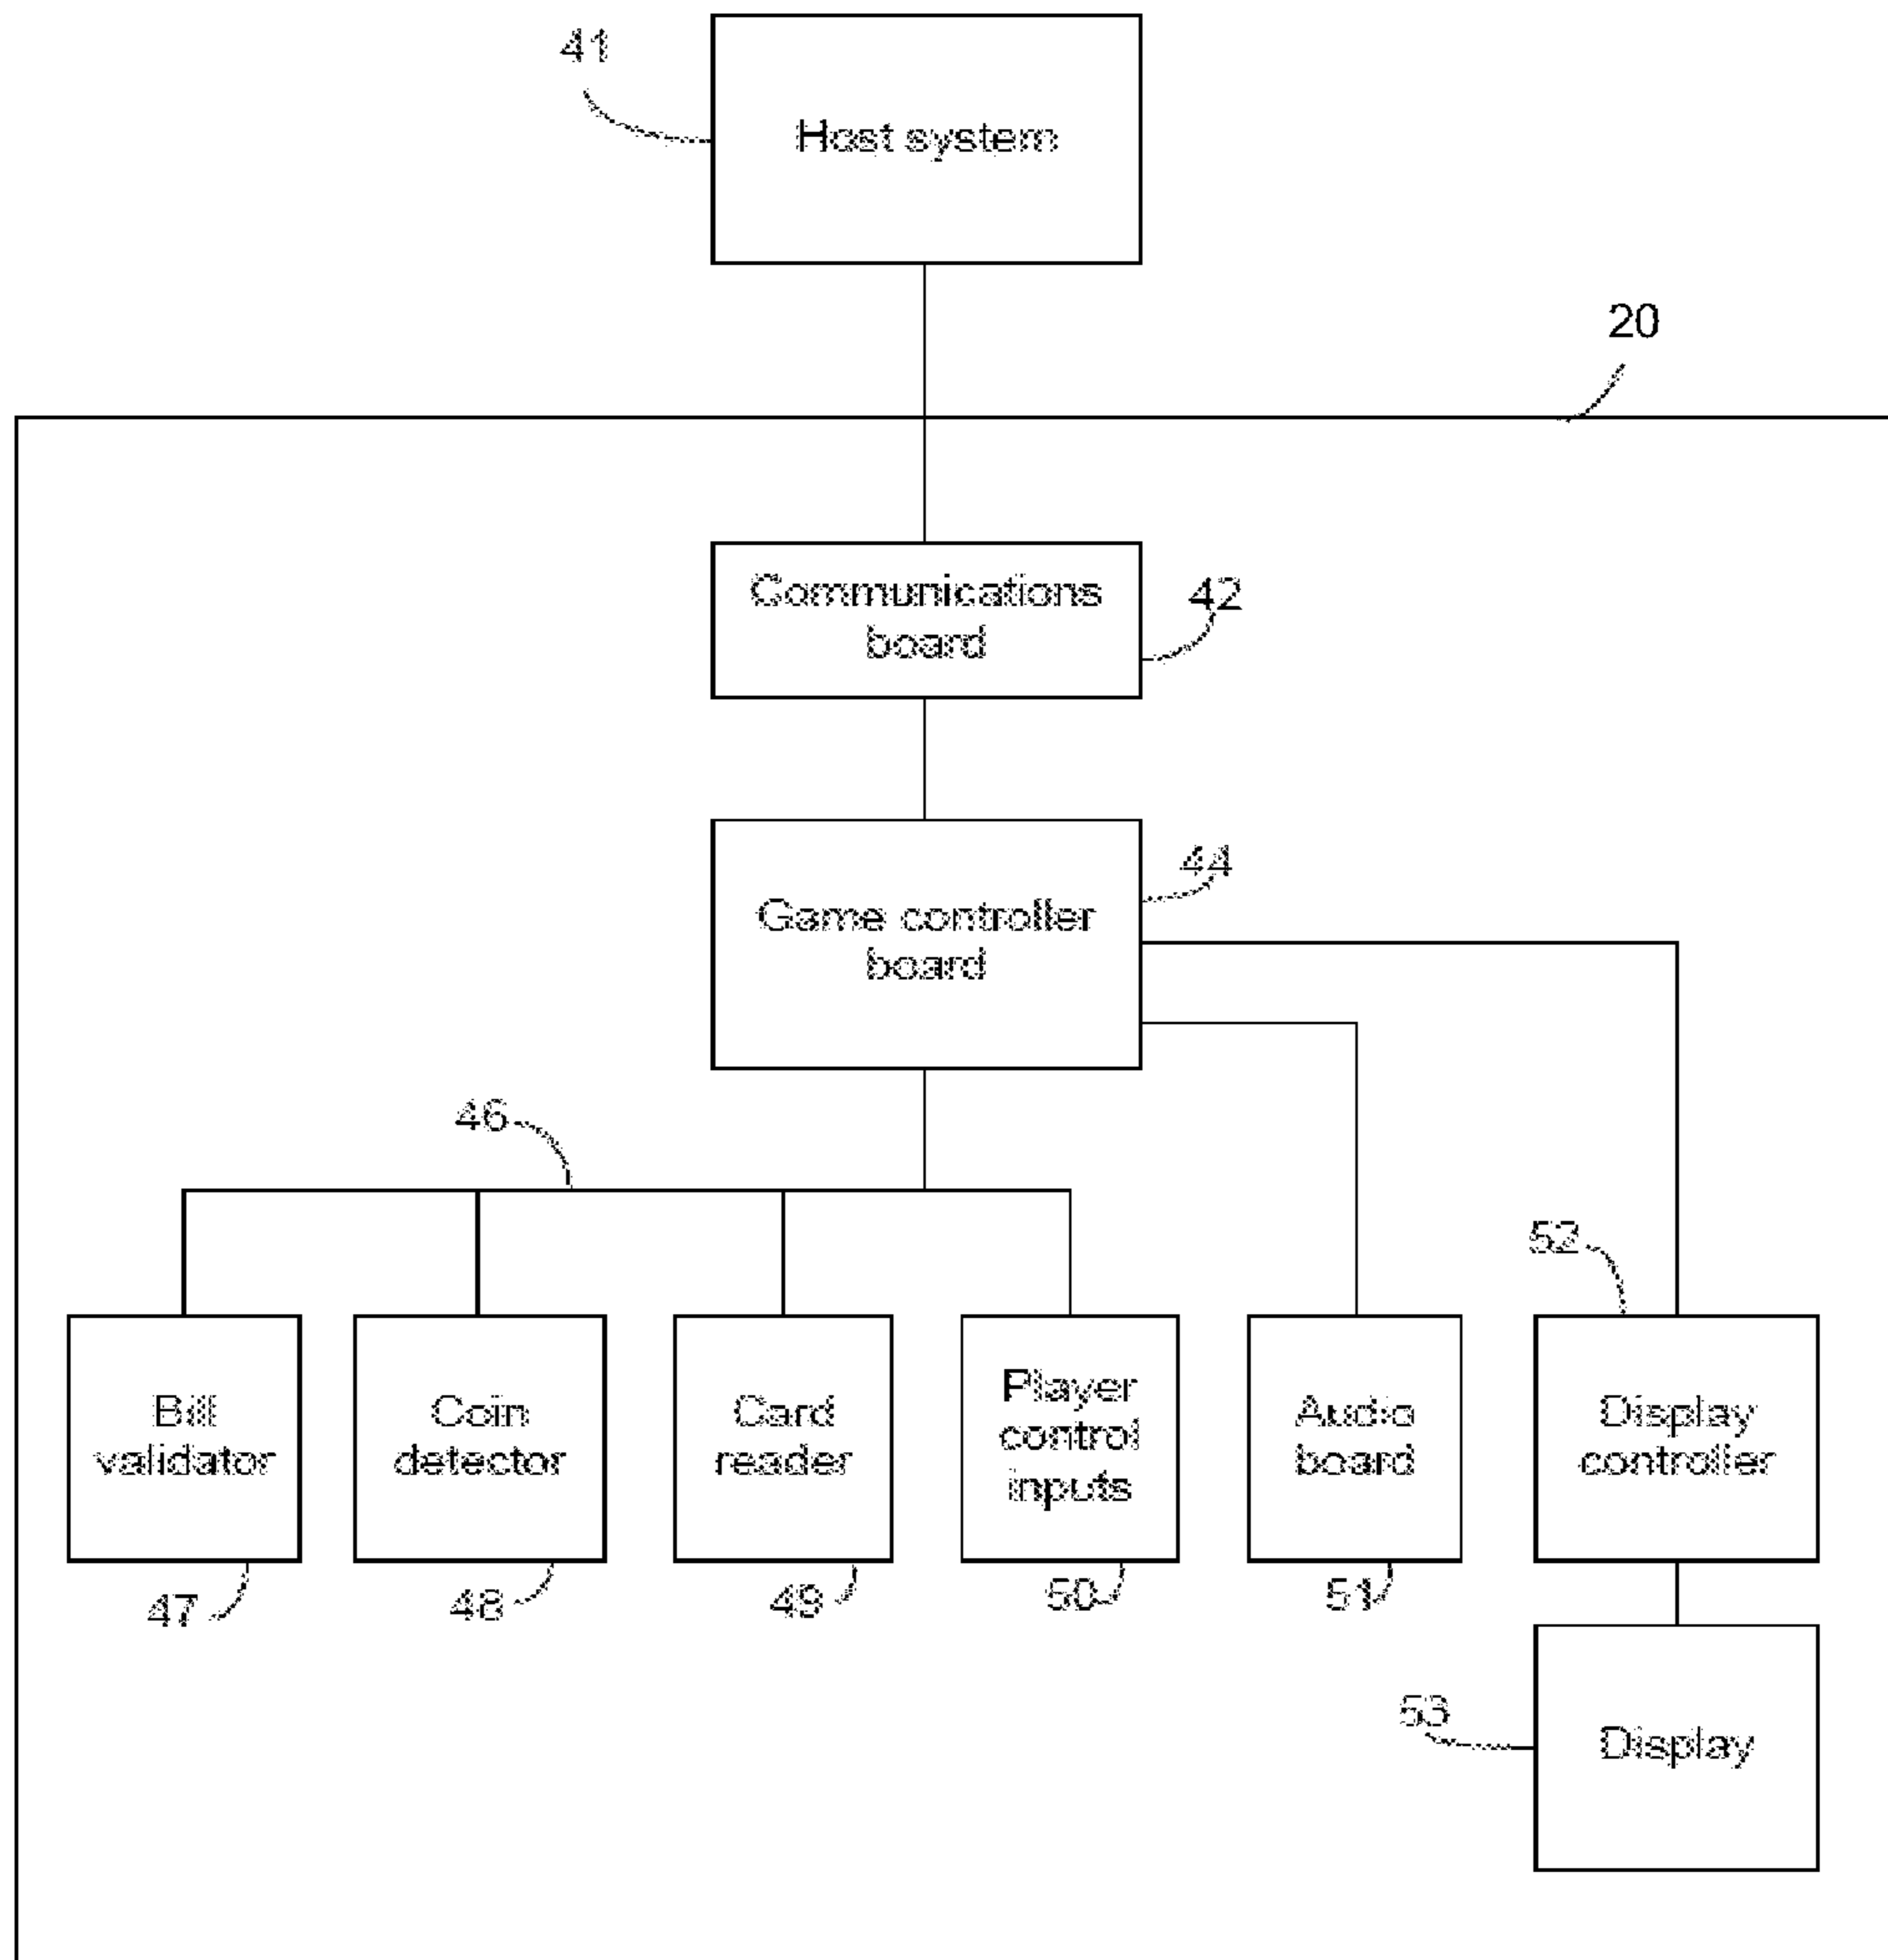 41
Host system
20
Communications
board
42
44
Game controller
board
46
52
Bill
validator
Coin
detector
Card
reader
Player
control
inputs
Audio
board
Display
controller
47
48
49
50
51
53
Display